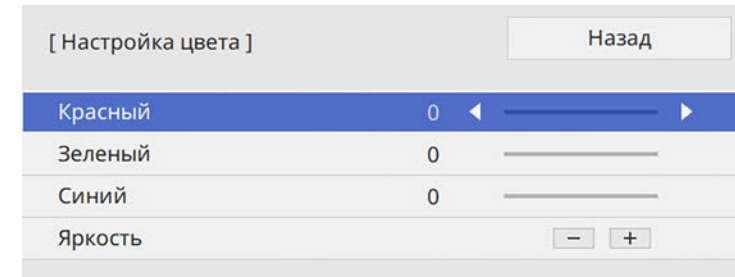 [ Настройка цвета ] Назад
Красный 0
Зеленый 0
Синий 0
Яркость − +